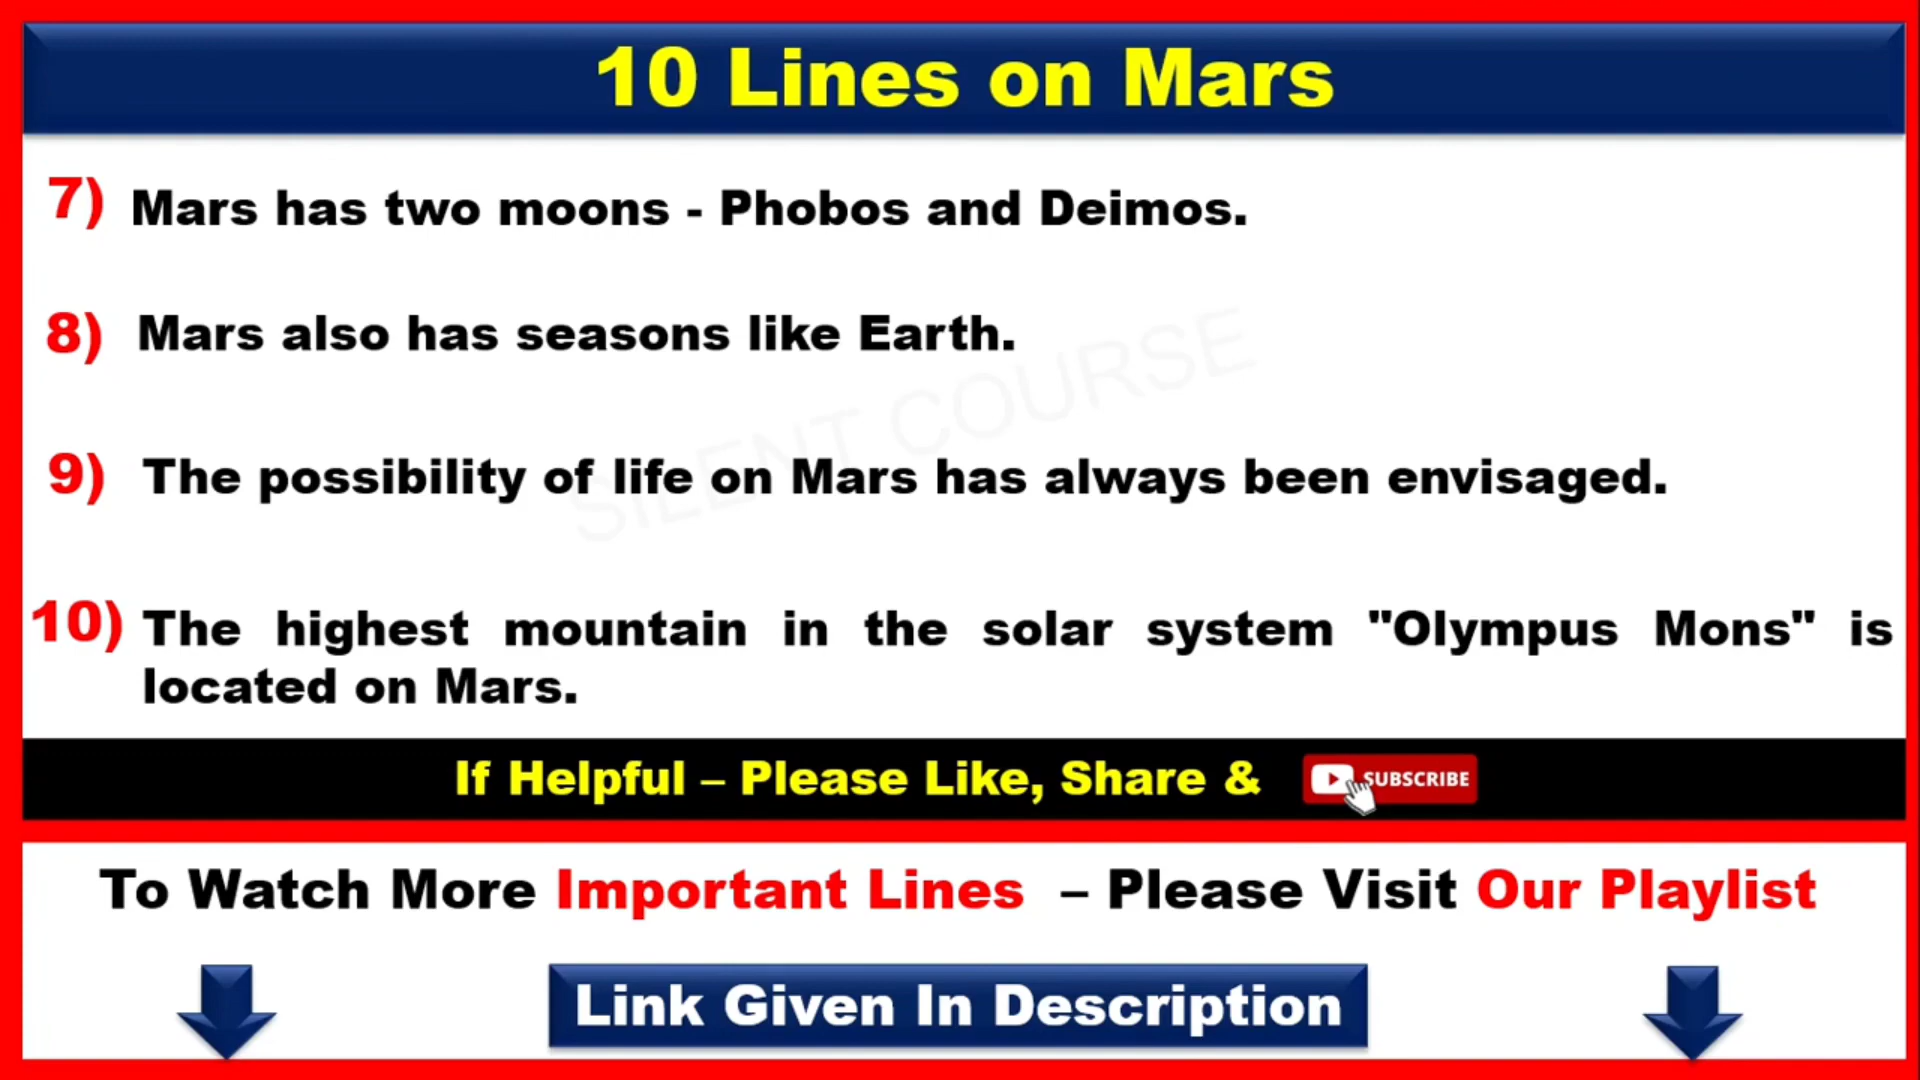 10 Lines on Mars
7) Mars has two moons - Phobos and Deimos.
8) Mars also has seasons like Earth.
SILENT COURSE
9) The possibility of life on Mars has always been envisaged.
10) The highest mountain in the solar system "Olympus Mons" is
located on Mars.
If Helpful – Please Like, Share & SUBSCRIBE
To Watch More Important Lines – Please Visit Our Playlist
Link Given In Description